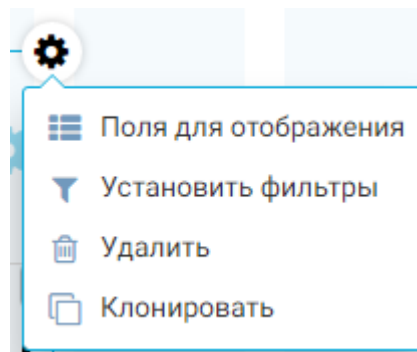 Поля для отображения
Установить фильтры
Удалить
Клонировать